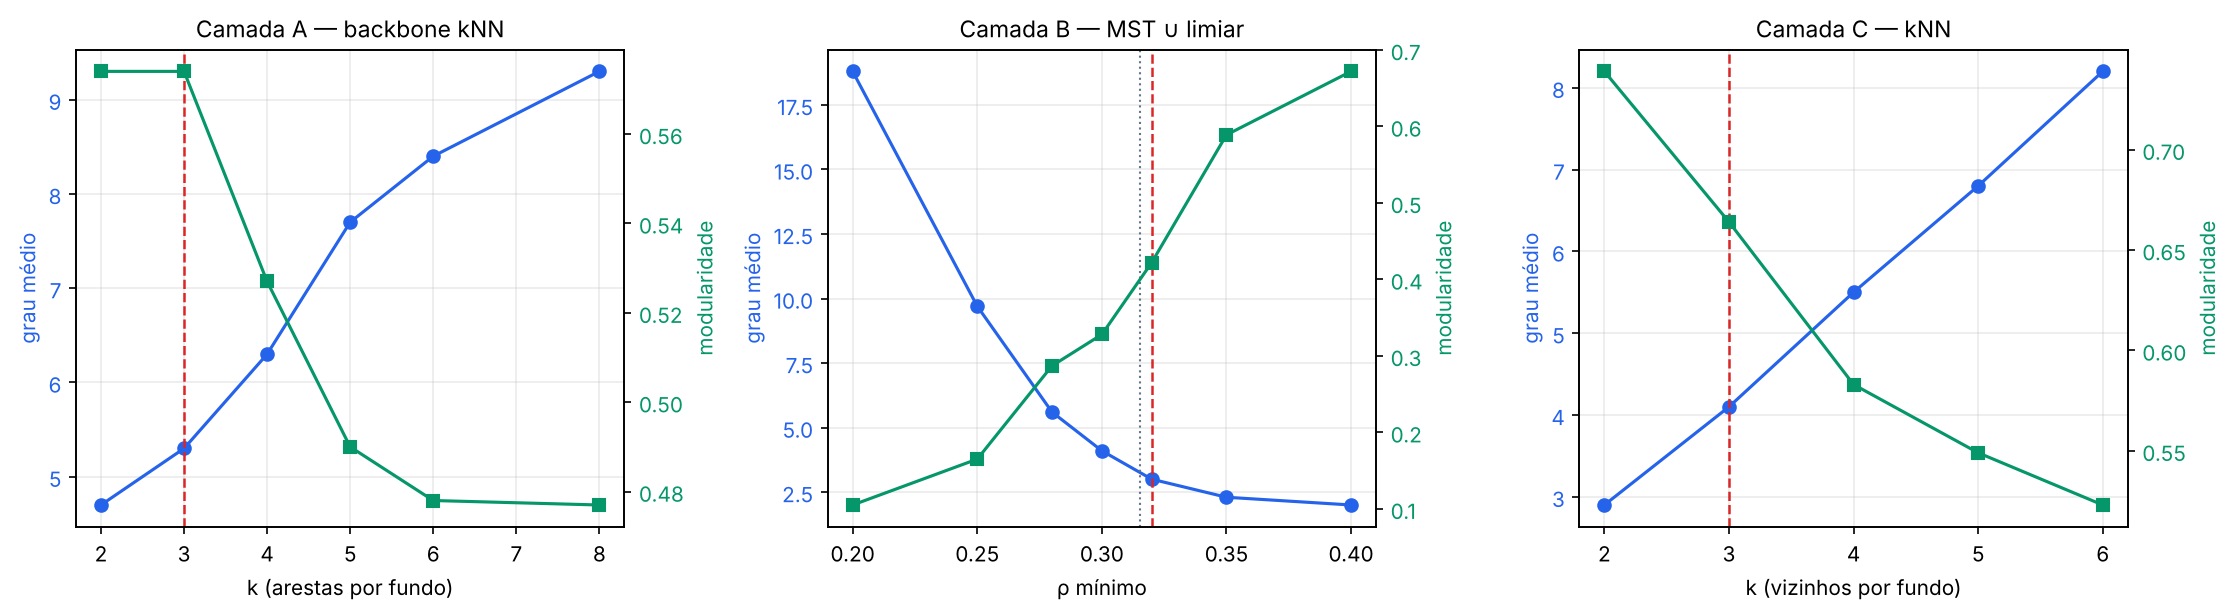 Camada A — backbone kNN
grau médio
9
8
7
6
5
0.56
0.54
0.52
0.50
0.48
modularidade
2 3 4 5 6 7 8
k (arestas por fundo)
Camada B — MST ∪ limiar
grau médio
17.5
15.0
12.5
10.0
7.5
5.0
2.5
0.7
0.6
0.5
0.4
0.3
0.2
0.1
modularidade
0.20 0.25 0.30 0.35 0.40
ρ mínimo
Camada C — kNN
grau médio
8
7
6
5
4
3
0.70
0.65
0.60
0.55
modularidade
2 3 4 5 6
k (vizinhos por fundo)